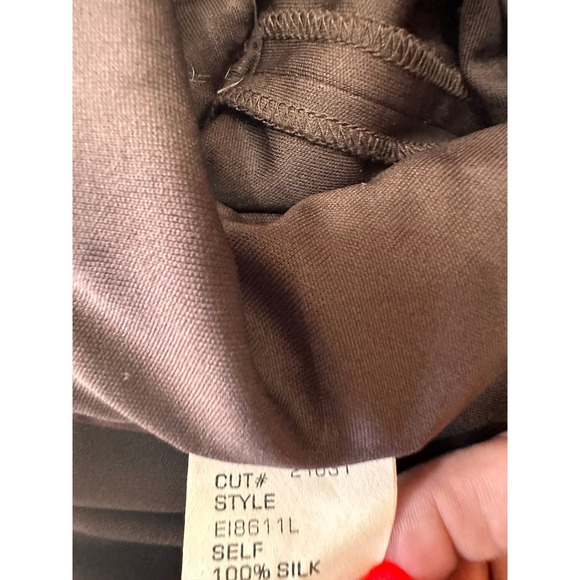 CUT#
STYLE
EI8611L
SELF
100% SILK